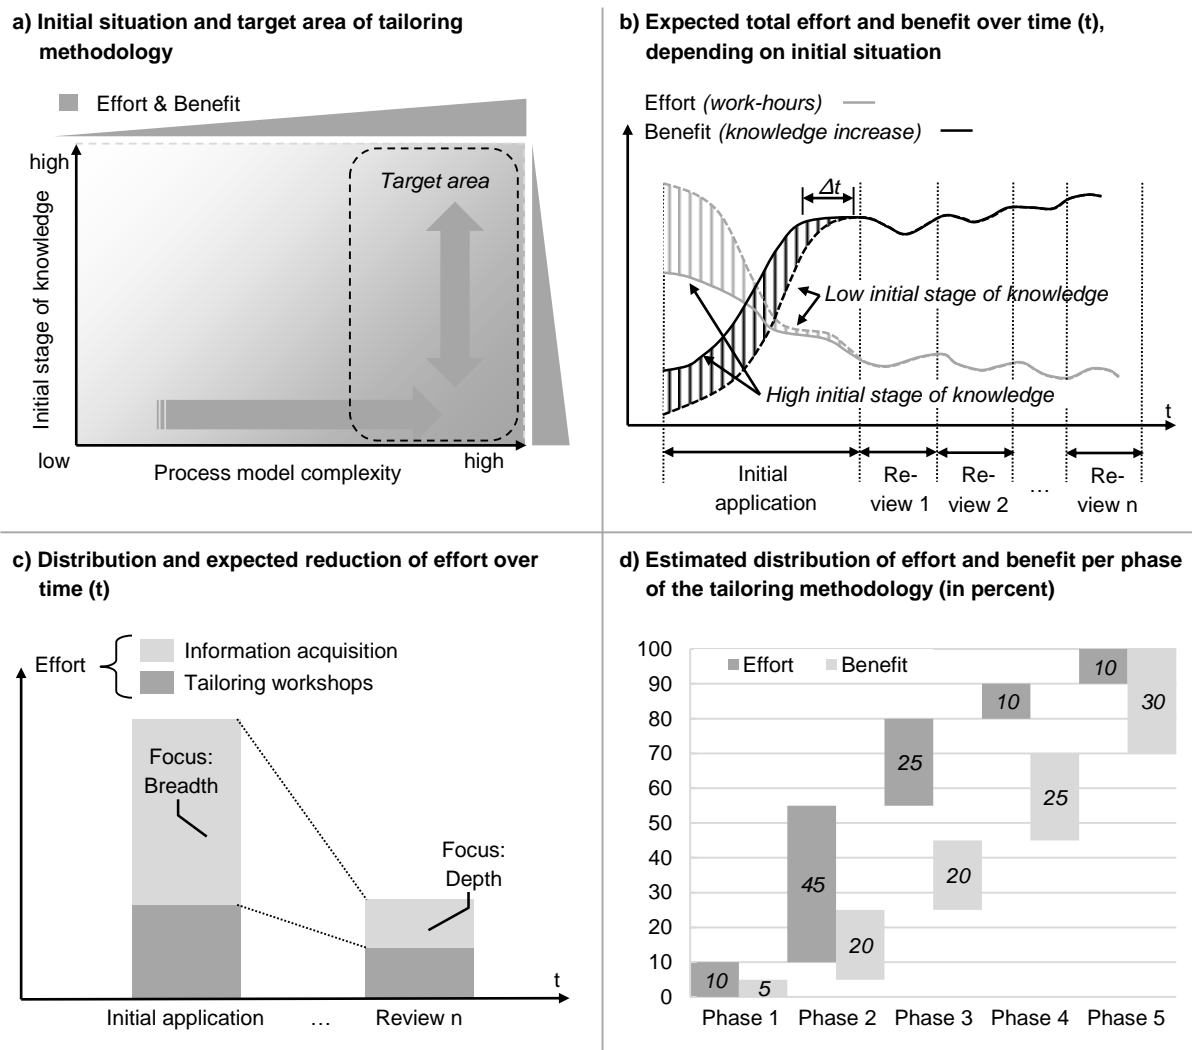 a) Initial situation and target area of tailoring
methodology
Effort & Benefit
high
Initial stage of knowledge
Target area
low
Process model complexity
high
b) Expected total effort and benefit over time (t),
depending on initial situation
Effort (work-hours)
Benefit (knowledge increase)
Δt
Low initial stage of knowledge
High initial stage of knowledge
t
Initial
application
Re-
view 1
Re-
view 2
…
Re-
view n
c) Distribution and expected reduction of effort over
time (t)
Effort
Information acquisition
Tailoring workshops
Focus:
Breadth
Focus:
Depth
t
Initial application
…
Review n
d) Estimated distribution of effort and benefit per phase
of the tailoring methodology (in percent)
Effort
Benefit
100
90
80
70
60
50
40
30
20
10
0
10
5
45
20
25
20
10
25
10
30
Phase 1
Phase 2
Phase 3
Phase 4
Phase 5